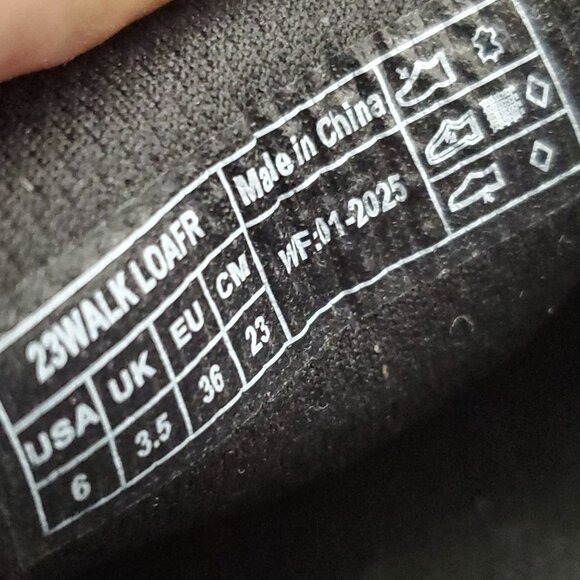 23WALK LOAFR
USA UK EU CM
6 3.5 36 23
Made in China
WF:01-2025